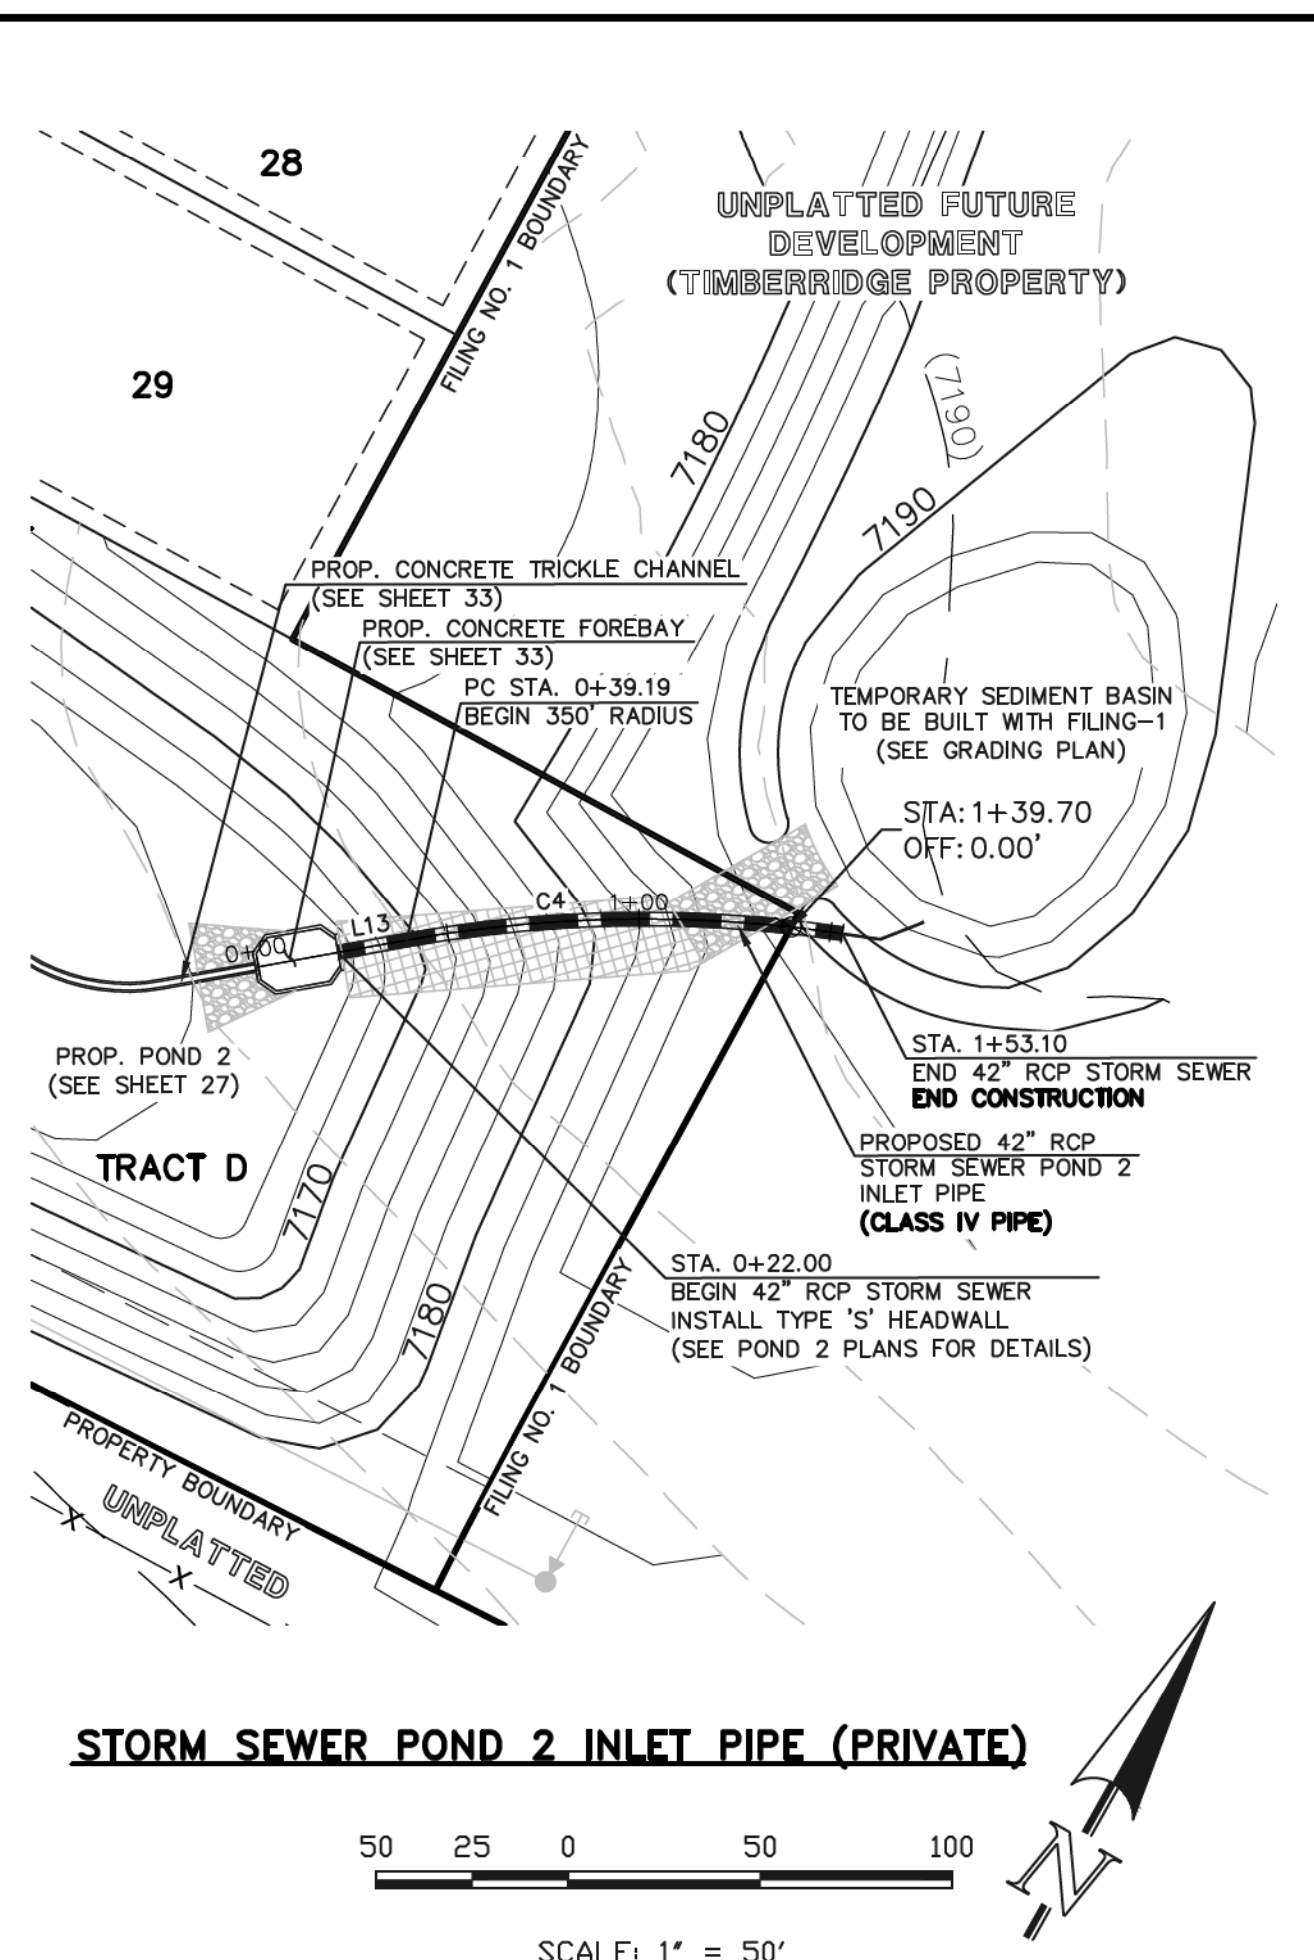 28
FILING NO. 1 BOUNDARY
UNPLATTED FUTURE
DEVELOPMENT
(TIMBERRIDGE PROPERTY)
29
7180
(7190)
7190
PROP. CONCRETE TRICKLE CHANNEL
(SEE SHEET 33)
PROP. CONCRETE FOREBAY
(SEE SHEET 33)
PC STA. 0+39.19
BEGIN 350' RADIUS
TEMPORARY SEDIMENT BASIN
TO BE BUILT WITH FILING-1
(SEE GRADING PLAN)
STA: 1+39.70
OFF: 0.00'
C4
1+00
L13
0+00
PROP. POND 2
(SEE SHEET 27)
STA. 1+53.10
END 42" RCP STORM SEWER
END CONSTRUCTION
PROPOSED 42" RCP
STORM SEWER POND 2
INLET PIPE
(CLASS IV PIPE)
TRACT D
7170
STA. 0+22.00
BEGIN 42" RCP STORM SEWER
INSTALL TYPE 'S' HEADWALL
(SEE POND 2 PLANS FOR DETAILS)
7180
FILING NO. 1 BOUNDARY
PROPERTY BOUNDARY
UNPLATTED
X
X
STORM SEWER POND 2 INLET PIPE (PRIVATE)
50 25 0 50 100
N
SCALE: 1" = 50'